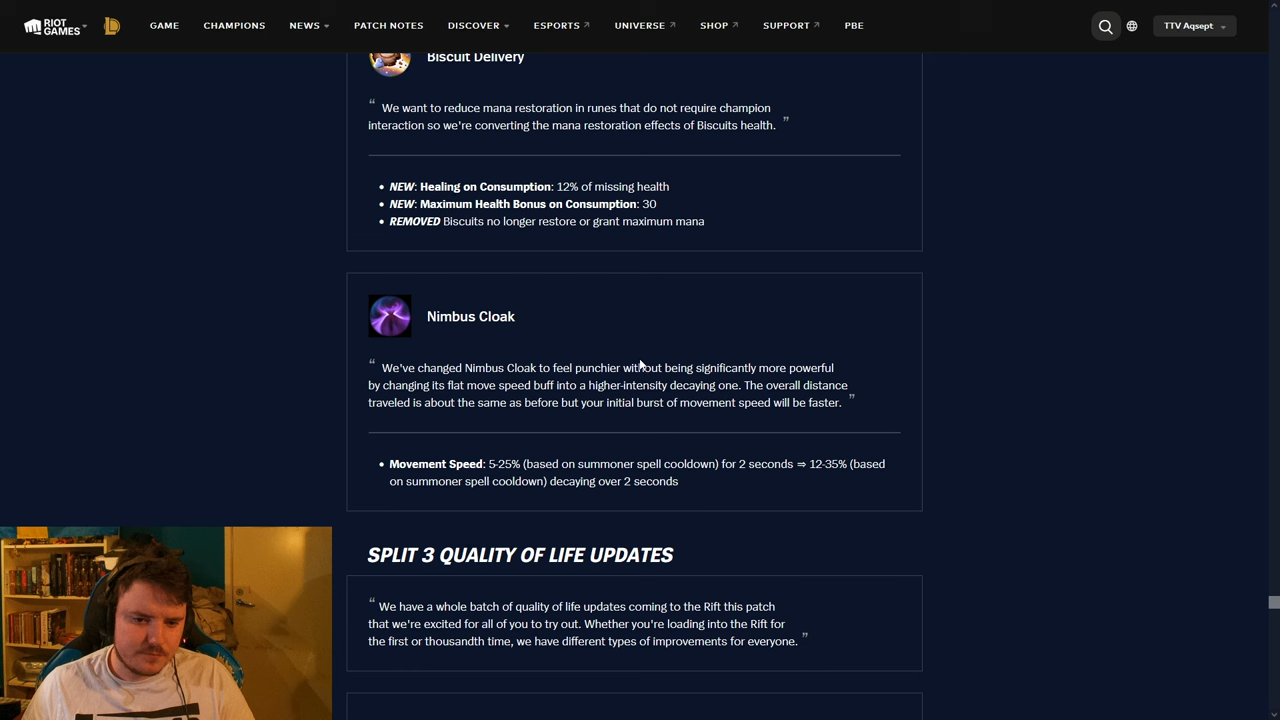 RIOT GAMES
GAME CHAMPIONS NEWS PATCH NOTES DISCOVER ESPORTS UNIVERSE SHOP SUPPORT PBE TTV Aqsept
Biscuit Delivery
“ We want to reduce mana restoration in runes that do not require champion
interaction so we're converting the mana restoration effects of Biscuits health. ”
• NEW: Healing on Consumption: 12% of missing health
• NEW: Maximum Health Bonus on Consumption: 30
• REMOVED Biscuits no longer restore or grant maximum mana
Nimbus Cloak
“ We've changed Nimbus Cloak to feel punchier without being significantly more powerful
by changing its flat move speed buff into a higher-intensity decaying one. The overall distance
traveled is about the same as before but your initial burst of movement speed will be faster. ”
• Movement Speed: 5-25% (based on summoner spell cooldown) for 2 seconds ⇒ 12-35% (based
on summoner spell cooldown) decaying over 2 seconds
SPLIT 3 QUALITY OF LIFE UPDATES
“ We have a whole batch of quality of life updates coming to the Rift this patch
that we're excited for all of you to try out. Whether you're loading into the Rift for
the first or thousandth time, we have different types of improvements for everyone. ”